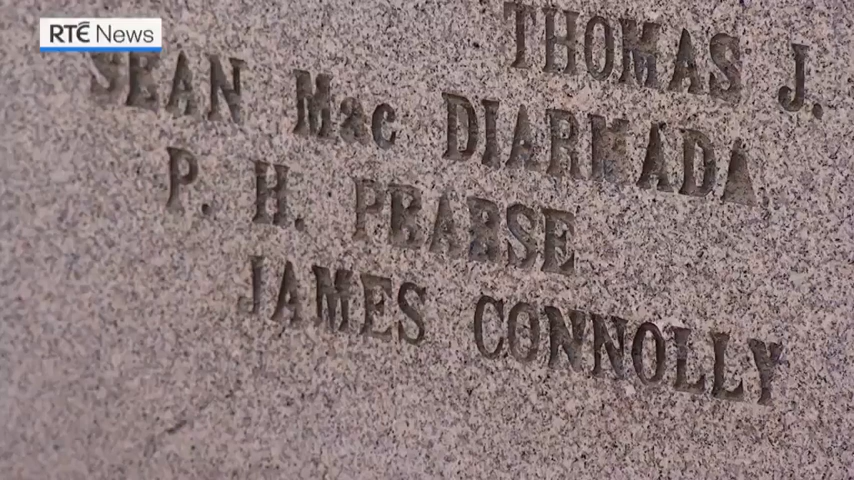 RTÉ News
THOMAS J.
SEAN Mac DIARMADA
P. H. PEARSE
JAMES CONNOLLY